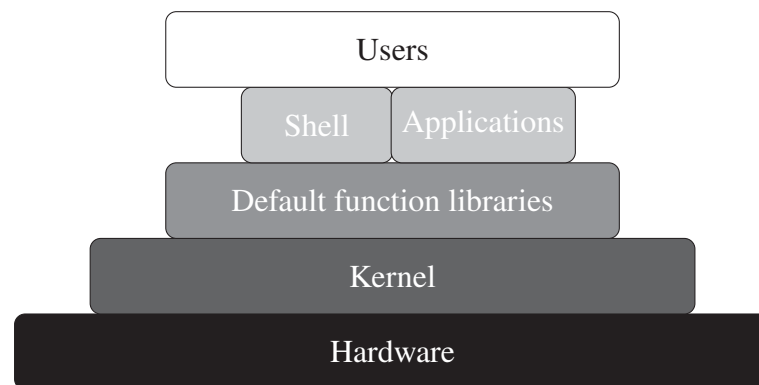 Users
Shell
Applications
Default function libraries
Kernel
Hardware